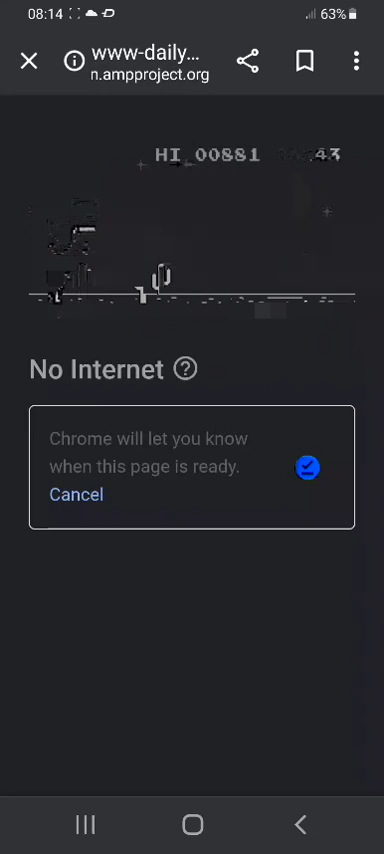 08:14 63%
www-daily...
n.ampproject.org
HI 00881 43
No Internet
Chrome will let you know
when this page is ready.
Cancel